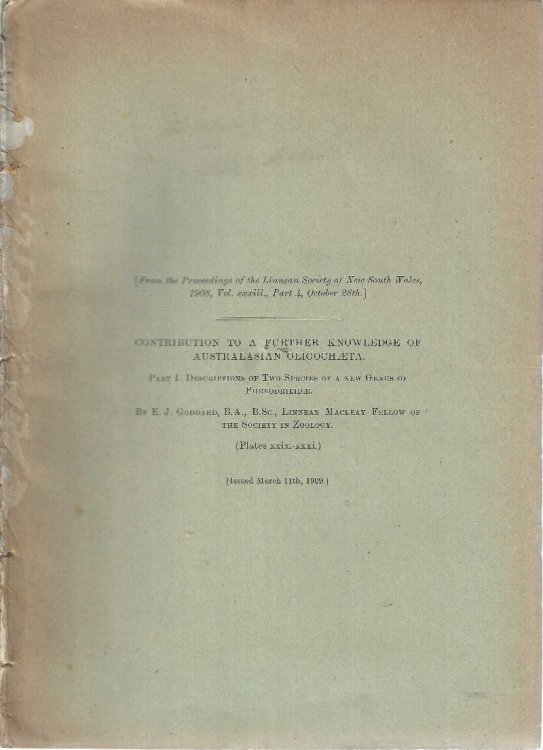 [From the Proceedings of the Linnean Society of New South Wales,
1908, Vol. xxxiii., Part 4, October 28th.]
CONTRIBUTION TO A FURTHER KNOWLEDGE OF
AUSTRALASIAN OLIGOCHÆTA.
Part I. Descriptions of Two Species of a new Genus of
Phreodrilidæ.
By E. J. Goddard, B.A., B.Sc., Linnean Macleay Fellow of
the Society in Zoology.
(Plates xxix.-xxxi.)
[Issued March 11th, 1909.]